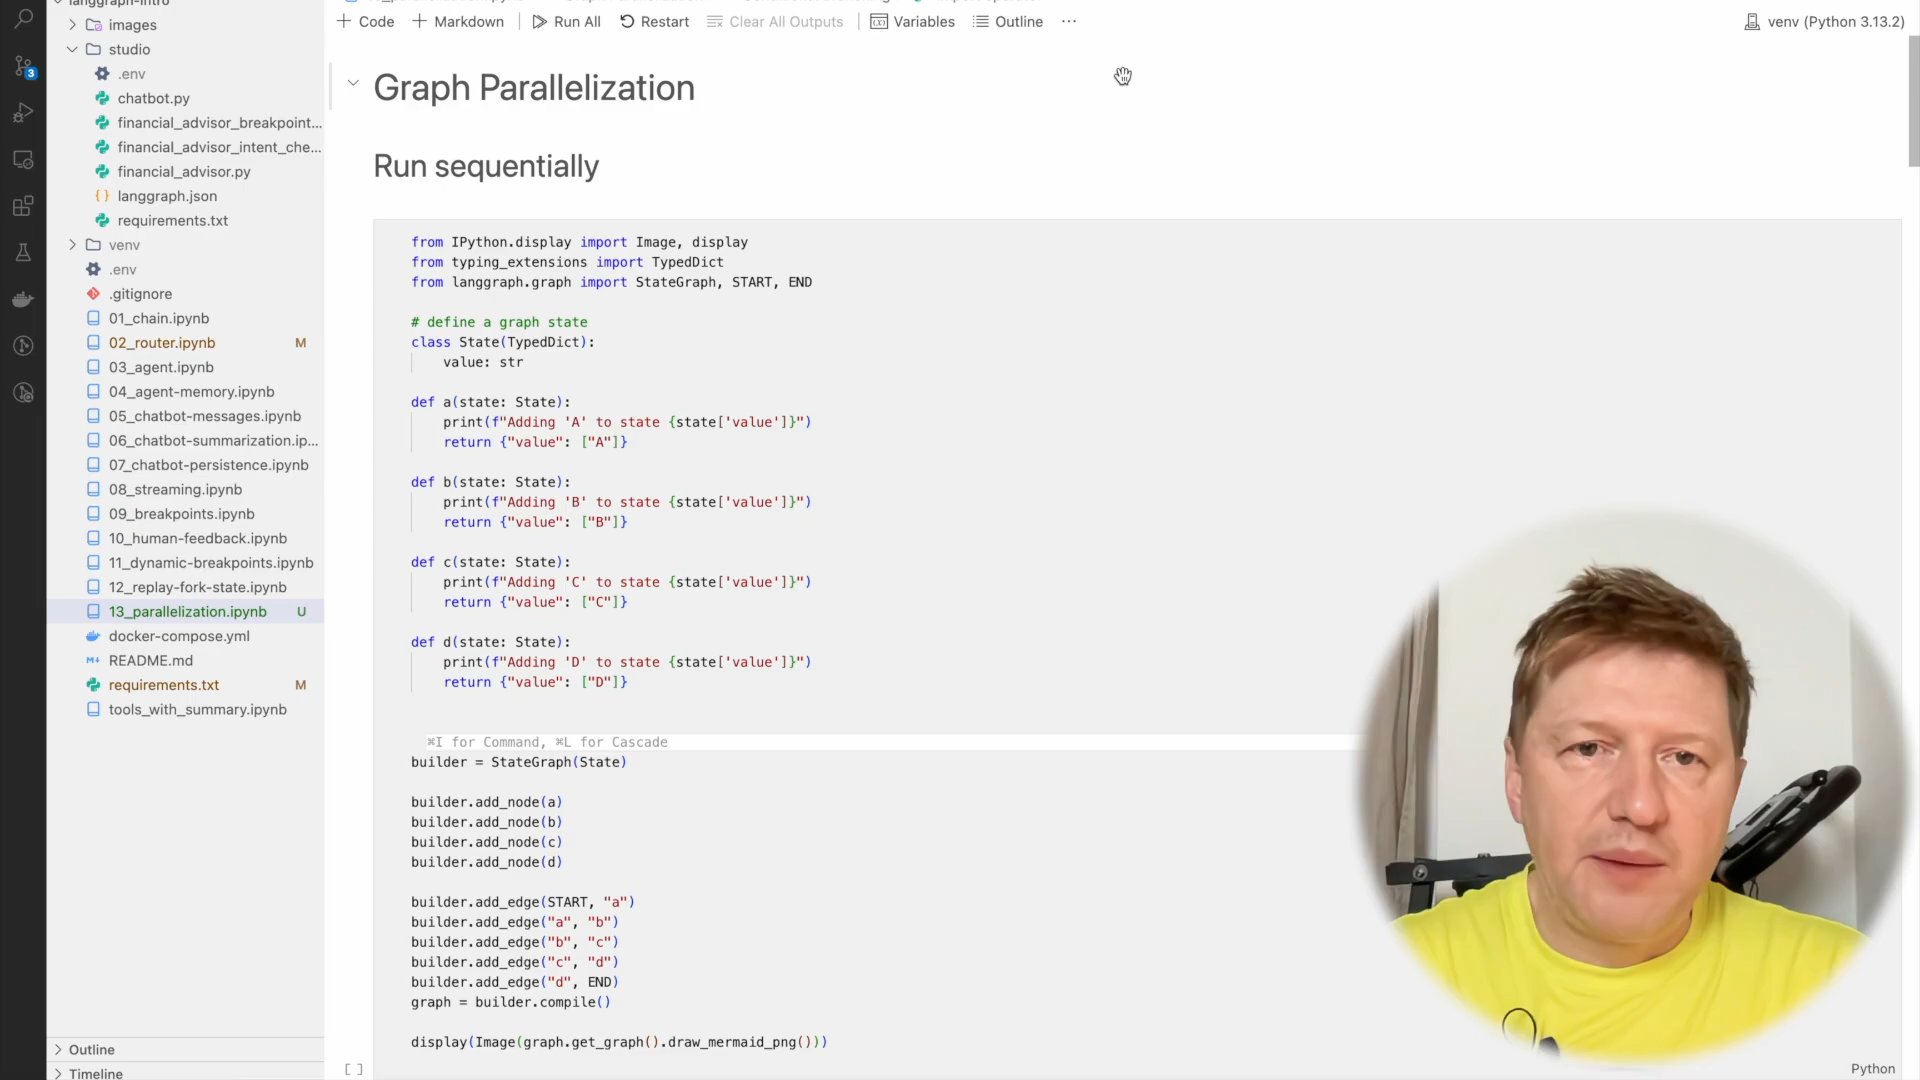 langgraph-intro
images
studio
.env
chatbot.py
financial_advisor_breakpoint...
financial_advisor_intent_che...
financial_advisor.py
langgraph.json
requirements.txt
venv
.env
.gitignore
01_chain.ipynb
02_router.ipynb M
03_agent.ipynb
04_agent-memory.ipynb
05_chatbot-messages.ipynb
06_chatbot-summarization.ip...
07_chatbot-persistence.ipynb
08_streaming.ipynb
09_breakpoints.ipynb
10_human-feedback.ipynb
11_dynamic-breakpoints.ipynb
12_replay-fork-state.ipynb
13_parallelization.ipynb U
docker-compose.yml
README.md
requirements.txt M
tools_with_summary.ipynb
Outline
Timeline
3
+ Code + Markdown Run All Restart Clear All Outputs Variables Outline ... venv (Python 3.13.2)
Graph Parallelization
Run sequentially
from IPython.display import Image, display
from typing_extensions import TypedDict
from langgraph.graph import StateGraph, START, END
# define a graph state
class State(TypedDict):
value: str
def a(state: State):
print(f"Adding 'A' to state {state['value']}")
return {"value": ["A"]}
def b(state: State):
print(f"Adding 'B' to state {state['value']}")
return {"value": ["B"]}
def c(state: State):
print(f"Adding 'C' to state {state['value']}")
return {"value": ["C"]}
def d(state: State):
print(f"Adding 'D' to state {state['value']}")
return {"value": ["D"]}
⌘I for Command, ⌘L for Cascade
builder = StateGraph(State)
builder.add_node(a)
builder.add_node(b)
builder.add_node(c)
builder.add_node(d)
builder.add_edge(START, "a")
builder.add_edge("a", "b")
builder.add_edge("b", "c")
builder.add_edge("c", "d")
builder.add_edge("d", END)
graph = builder.compile()
display(Image(graph.get_graph().draw_mermaid_png()))
[ ]
Python